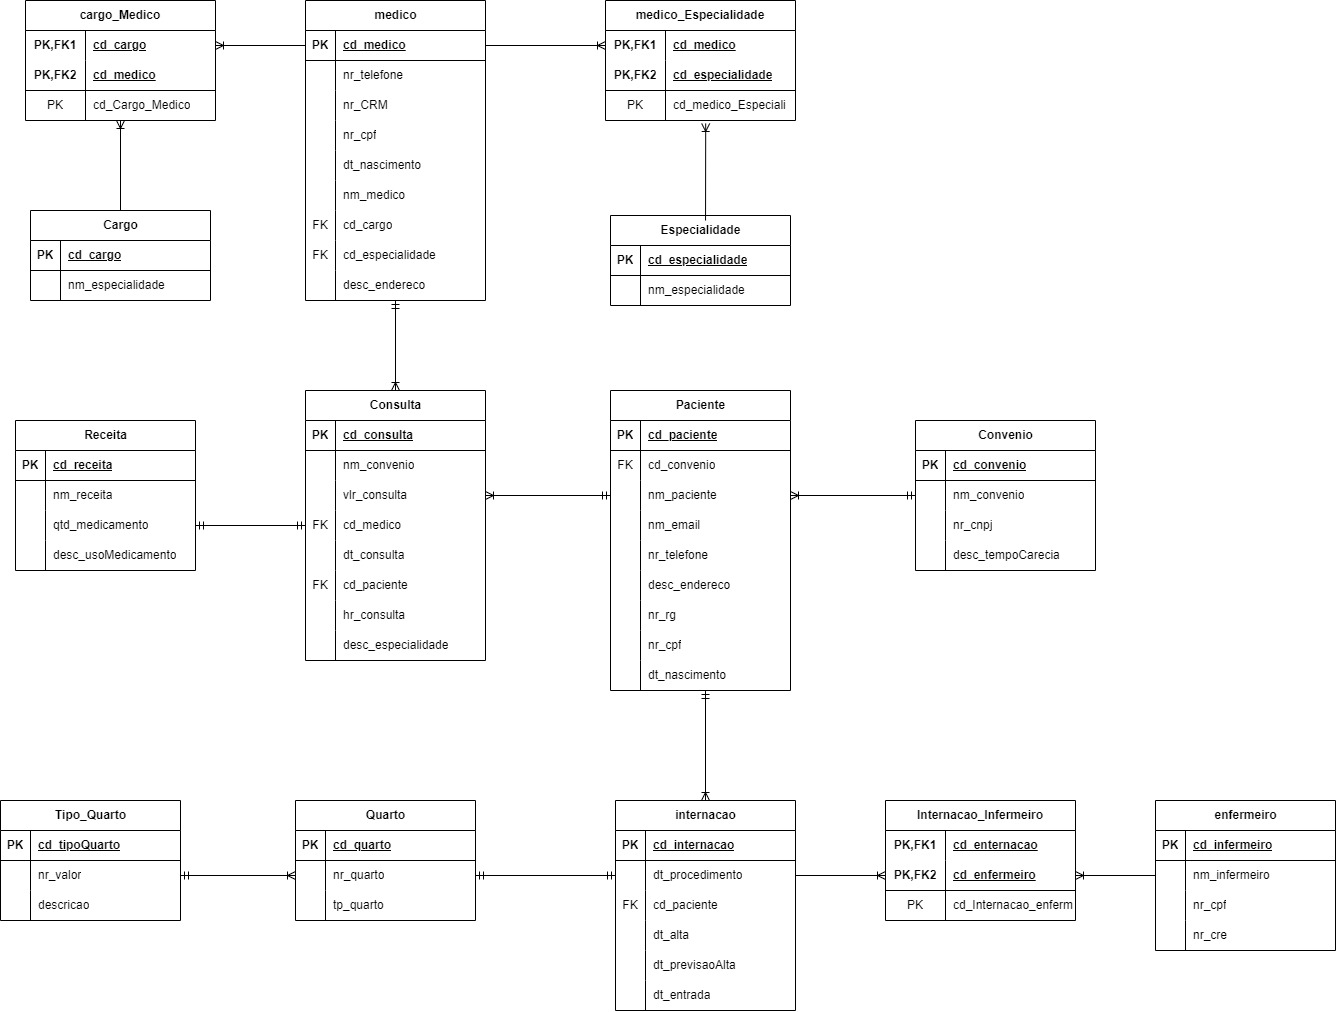 cargo_Medico
PK,FK1 cd_cargo
PK,FK2 cd_medico
PK cd_Cargo_Medico
medico
PK cd_medico
nr_telefone
nr_CRM
nr_cpf
dt_nascimento
nm_medico
FK cd_cargo
FK cd_especialidade
desc_endereco
medico_Especialidade
PK,FK1 cd_medico
PK,FK2 cd_especialidade
PK cd_medico_Especiali
Cargo
PK cd_cargo
nm_especialidade
Especialidade
PK cd_especialidade
nm_especialidade
Receita
PK cd_receita
nm_receita
qtd_medicamento
desc_usoMedicamento
Consulta
PK cd_consulta
nm_convenio
vlr_consulta
FK cd_medico
dt_consulta
FK cd_paciente
hr_consulta
desc_especialidade
Paciente
PK cd_paciente
FK cd_convenio
nm_paciente
nm_email
nr_telefone
desc_endereco
nr_rg
nr_cpf
dt_nascimento
Convenio
PK cd_convenio
nm_convenio
nr_cnpj
desc_tempoCarecia
Tipo_Quarto
PK cd_tipoQuarto
nr_valor
descricao
Quarto
PK cd_quarto
nr_quarto
tp_quarto
internacao
PK cd_internacao
dt_procedimento
FK cd_paciente
dt_alta
dt_previsaoAlta
dt_entrada
Internacao_Infermeiro
PK,FK1 cd_enternacao
PK,FK2 cd_enfermeiro
PK cd_Internacao_enferm
enfermeiro
PK cd_infermeiro
nm_infermeiro
nr_cpf
nr_cre